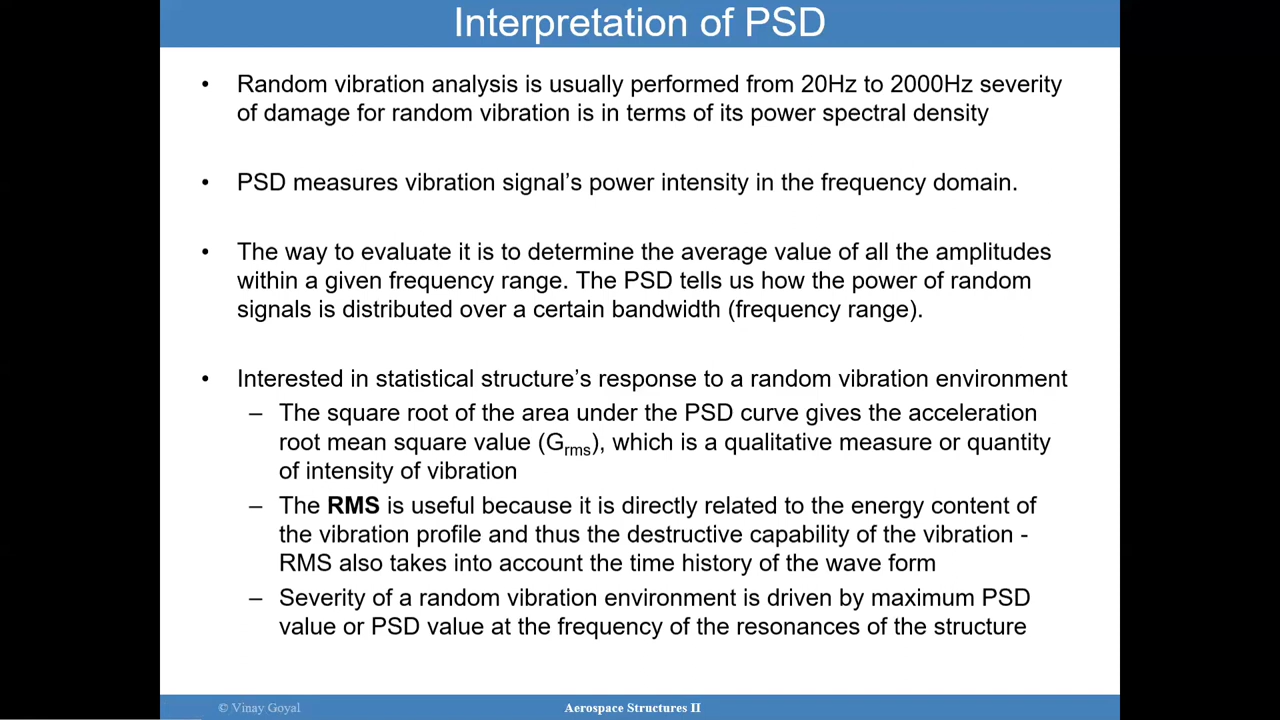 Interpretation of PSD
• Random vibration analysis is usually performed from 20Hz to 2000Hz severity
of damage for random vibration is in terms of its power spectral density
• PSD measures vibration signal’s power intensity in the frequency domain.
• The way to evaluate it is to determine the average value of all the amplitudes
within a given frequency range. The PSD tells us how the power of random
signals is distributed over a certain bandwidth (frequency range).
• Interested in statistical structure’s response to a random vibration environment
– The square root of the area under the PSD curve gives the acceleration
root mean square value (Grms), which is a qualitative measure or quantity
of intensity of vibration
– The RMS is useful because it is directly related to the energy content of
the vibration profile and thus the destructive capability of the vibration -
RMS also takes into account the time history of the wave form
– Severity of a random vibration environment is driven by maximum PSD
value or PSD value at the frequency of the resonances of the structure
© Vinay Goyal
Aerospace Structures II